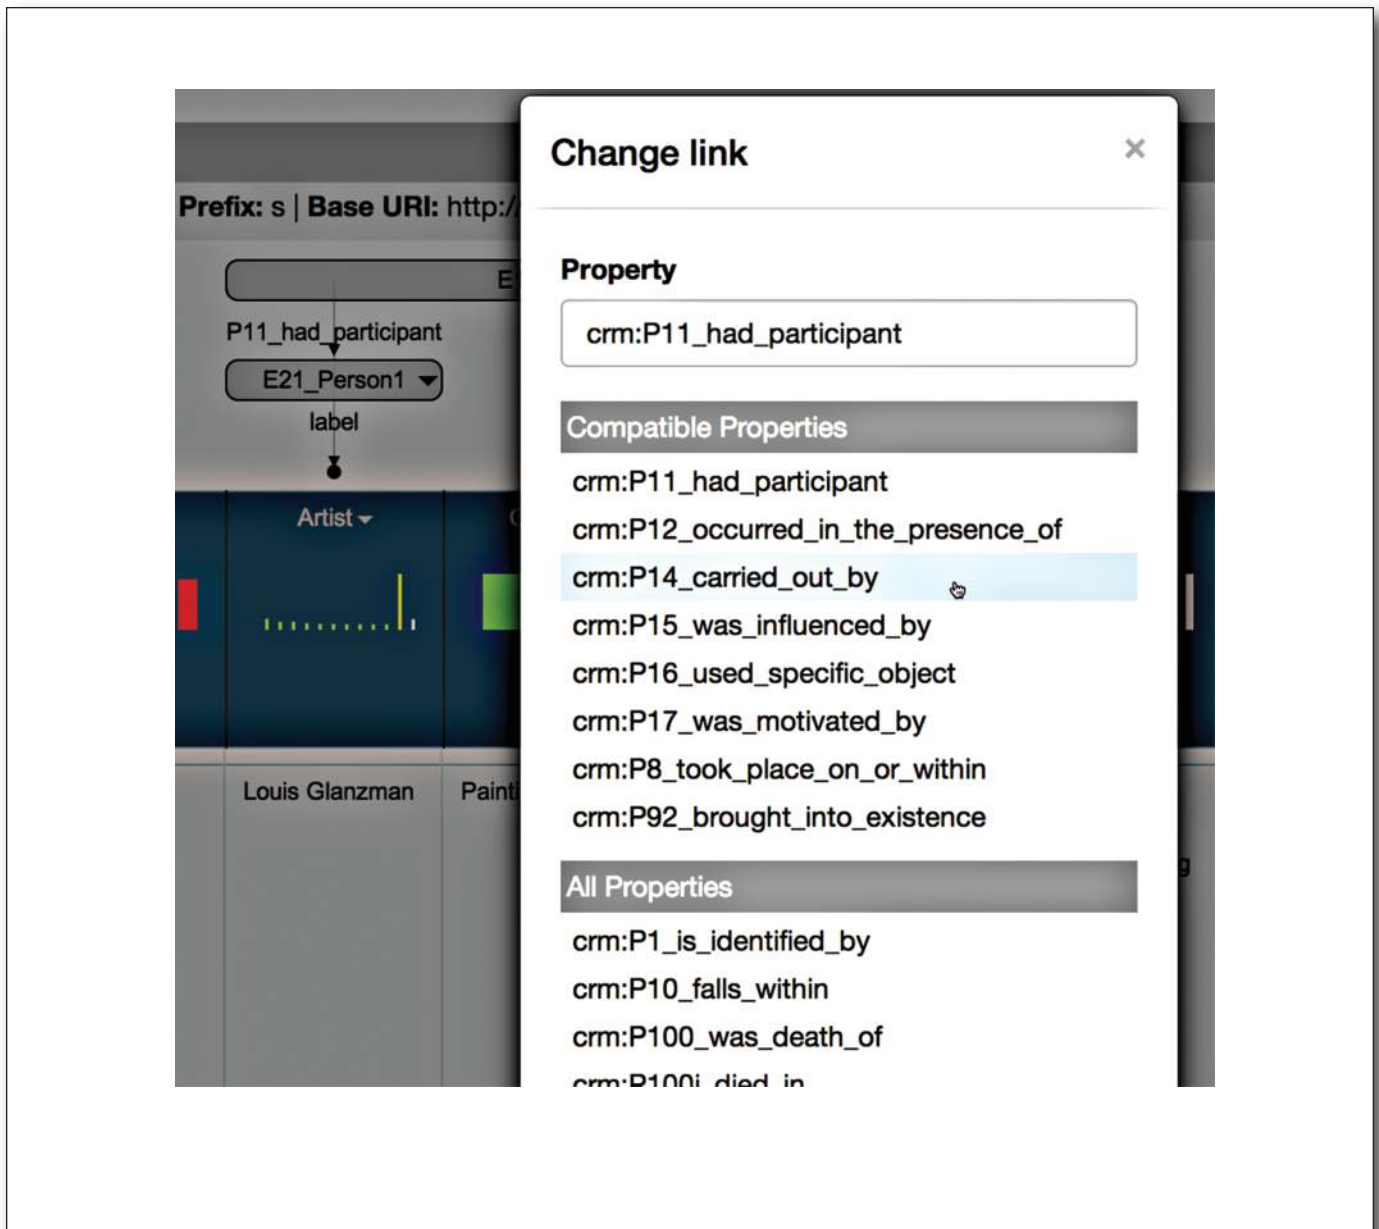 Change link
×
Prefix: s | Base URI: http:/
Property
E
crm:P11_had_participant
P11_had_participant
E21_Person1
label
Compatible Properties
crm:P11_had_participant
crm:P12_occurred_in_the_presence_of
Artist
crm:P14_carried_out_by
crm:P15_was_influenced_by
crm:P16_used_specific_object
crm:P17_was_motivated_by
crm:P8_took_place_on_or_within
Louis Glanzman
crm:P92_brought_into_existence
All Properties
crm:P1_is_identified_by
crm:P10_falls_within
crm:P100_was_death_of
crm:P100i_died_in